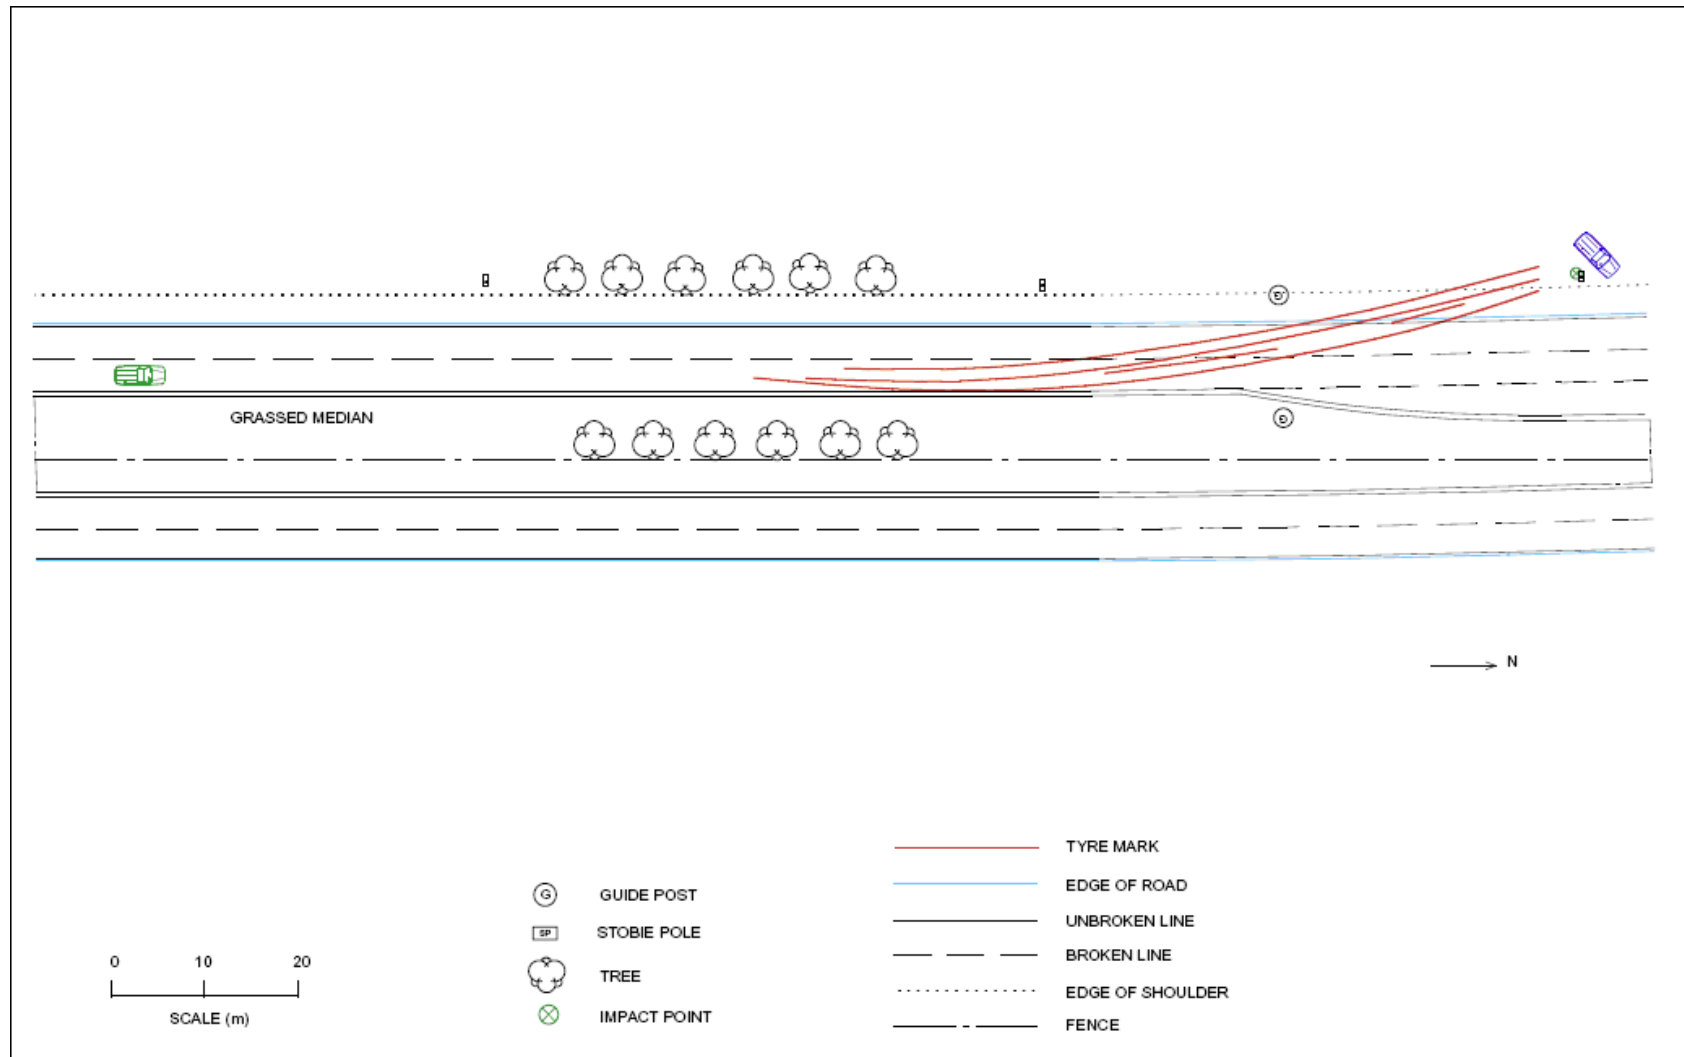 G
GRASSED MEDIAN
G
N
TYRE MARK
EDGE OF ROAD
G GUIDE POST
UNBROKEN LINE
SP STOBIE POLE
BROKEN LINE
0 10 20
TREE
EDGE OF SHOULDER
SCALE (m)
IMPACT POINT
FENCE